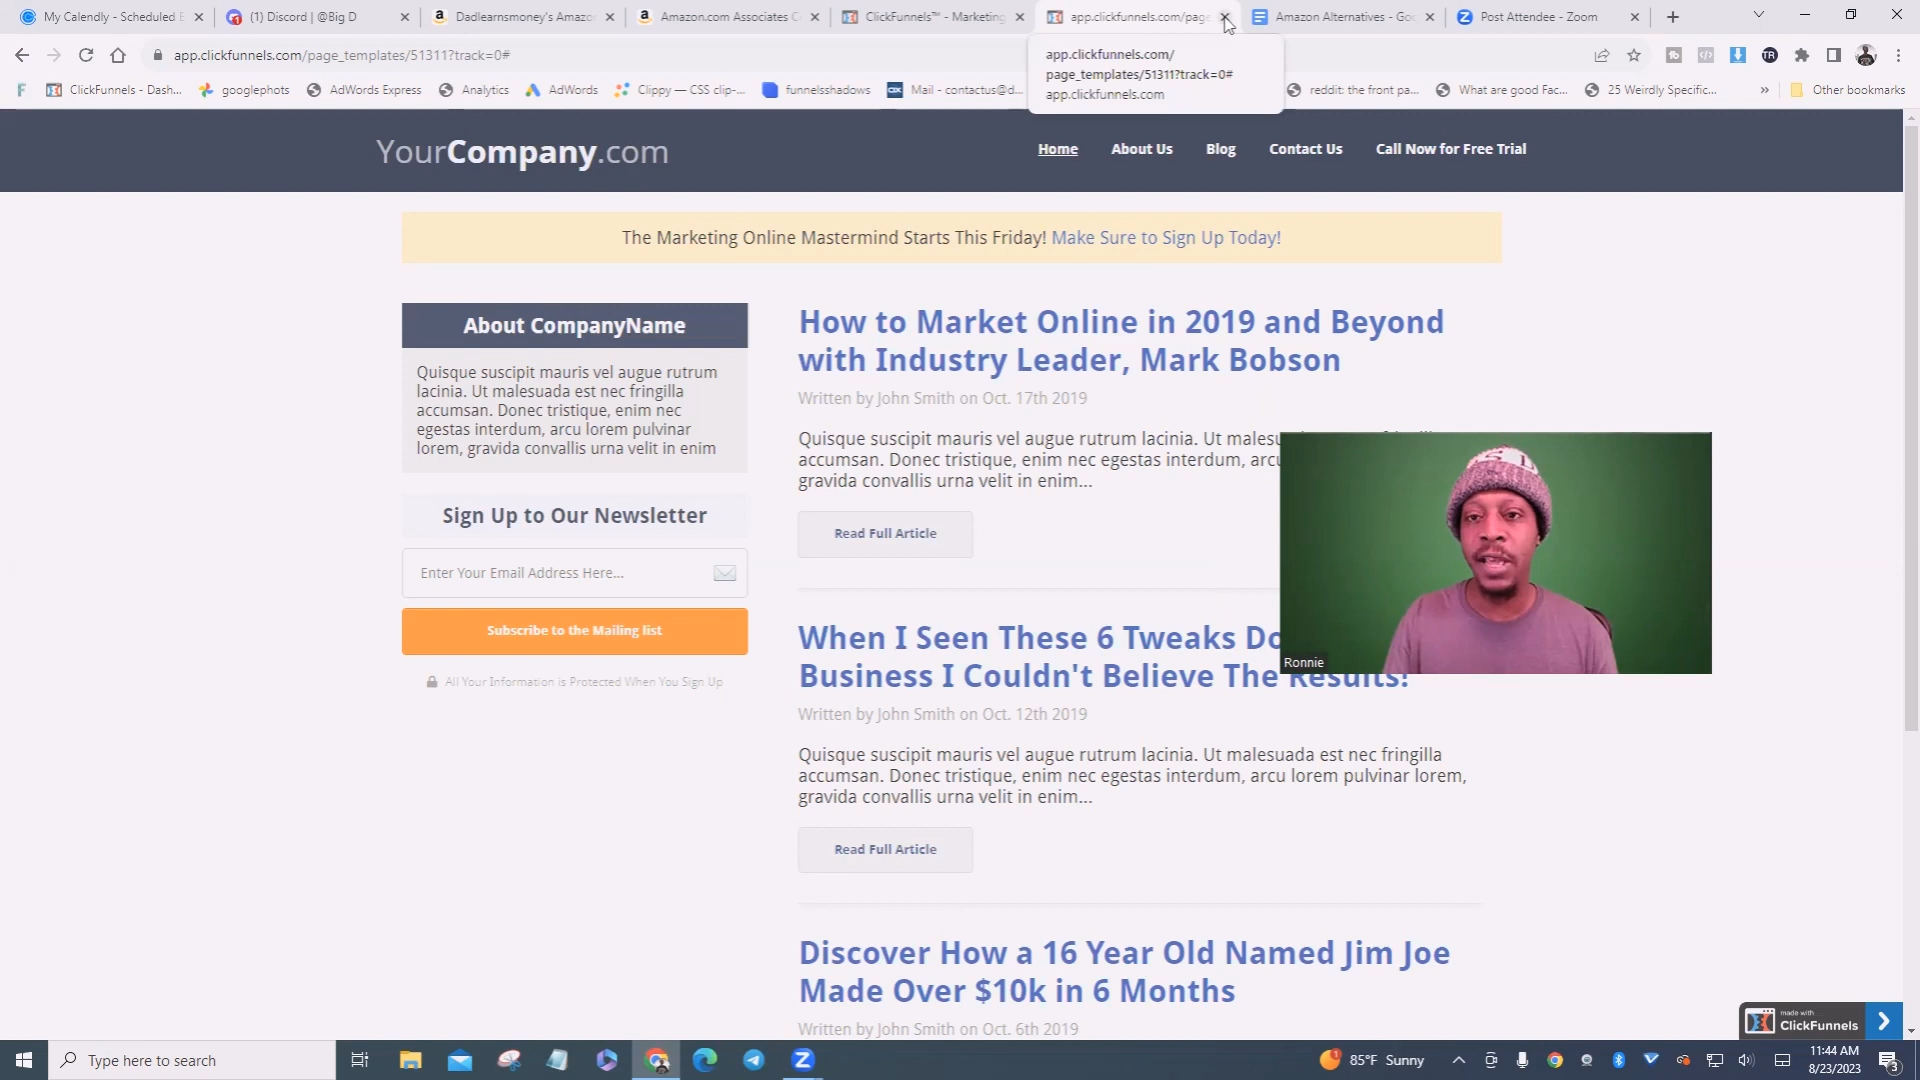 My Calendly - Scheduled E
(1) Discord | @Big D
Dadlearnsmoney's Amazo
Amazon.com Associates C
ClickFunnels™ - Marketing
app.clickfunnels.com/page
Amazon Alternatives - Goo
Post Attendee - Zoom
app.clickfunnels.com/page_templates/51311?track=0#
app.clickfunnels.com/
page_templates/51311?track=0#
app.clickfunnels.com
ClickFunnels - Dash...
googlephots
AdWords Express
Analytics
AdWords
Clippy — CSS clip-...
funnelsshadows
Mail - contactus@d...
reddit: the front pa...
What are good Fac...
25 Weirdly Specific...
»
Other bookmarks
YourCompany.com
Home
About Us
Blog
Contact Us
Call Now for Free Trial
The Marketing Online Mastermind Starts This Friday! Make Sure to Sign Up Today!
About CompanyName
Quisque suscipit mauris vel augue rutrum
lacinia. Ut malesuada est nec fringilla
accumsan. Donec tristique, enim nec
egestas interdum, arcu lorem pulvinar
lorem, gravida convallis urna velit in enim
Sign Up to Our Newsletter
Enter Your Email Address Here...
Subscribe to the Mailing list
All Your Information is Protected When You Sign Up
How to Market Online in 2019 and Beyond
with Industry Leader, Mark Bobson
Written by John Smith on Oct. 17th 2019
Quisque suscipit mauris vel augue rutrum lacinia. Ut malesu
accumsan. Donec tristique, enim nec egestas interdum, arcu
gravida convallis urna velit in enim...
Read Full Article
Ronnie
When I Seen These 6 Tweaks Do
Business I Couldn't Believe The Results!
Written by John Smith on Oct. 12th 2019
Quisque suscipit mauris vel augue rutrum lacinia. Ut malesuada est nec fringilla
accumsan. Donec tristique, enim nec egestas interdum, arcu lorem pulvinar lorem,
gravida convallis urna velit in enim...
Read Full Article
Discover How a 16 Year Old Named Jim Joe
Made Over $10k in 6 Months
Written by John Smith on Oct. 6th 2019
made with
ClickFunnels
Type here to search
85°F Sunny
11:44 AM
8/23/2023
3